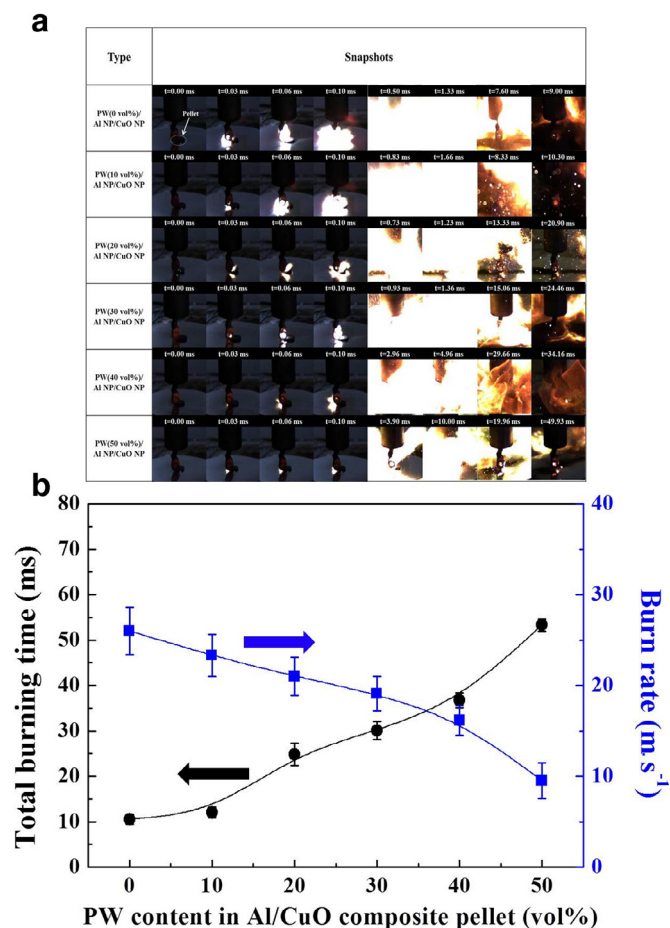 a
Type Snapshots
t=0.00 ms t=0.03 ms t=0.06 ms t=0.10 ms t=0.50 ms t=1.33 ms t=7.60 ms t=9.00 ms
PW(0 vol%)/
Al NP/CuO NP
Pellet
t=0.00 ms t=0.03 ms t=0.06 ms t=0.10 ms t=0.83 ms t=1.66 ms t=8.33 ms t=10.30 ms
PW(10 vol%)/
Al NP/CuO NP
t=0.00 ms t=0.03 ms t=0.06 ms t=0.10 ms t=0.73 ms t=1.23 ms t=13.33 ms t=20.90 ms
PW(20 vol%)/
Al NP/CuO NP
t=0.00 ms t=0.03 ms t=0.06 ms t=0.10 ms t=0.93 ms t=1.36 ms t=15.06 ms t=24.46 ms
PW(30 vol%)/
Al NP/CuO NP
t=0.00 ms t=0.03 ms t=0.06 ms t=0.10 ms t=2.96 ms t=4.96 ms t=29.66 ms t=34.16 ms
PW(40 vol%)/
Al NP/CuO NP
t=0.00 ms t=0.03 ms t=0.06 ms t=0.10 ms t=3.90 ms t=10.00 ms t=19.96 ms t=49.93 ms
PW(50 vol%)/
Al NP/CuO NP
b
Total burning time (ms)
80
70
60
50
40
30
20
10
0
40
30
20
10
0
Burn rate (m.s⁻¹)
0 10 20 30 40 50
PW content in Al/CuO composite pellet (vol%)